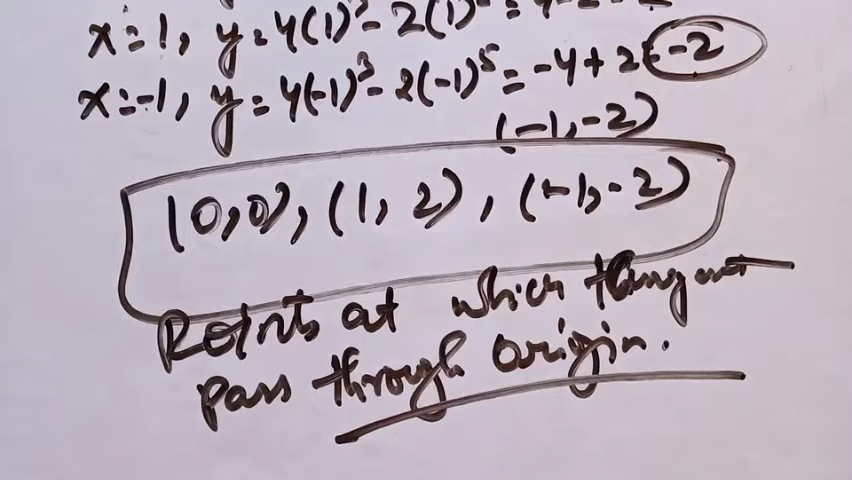 x=1, y=4(1)³-2(1)⁵=4-2=2
x=-1, y=4(-1)³-2(-1)⁵=-4+2=-2
(-1,-2)
(0,0), (1,2), (-1,-2)
Points at which
pass through origin.